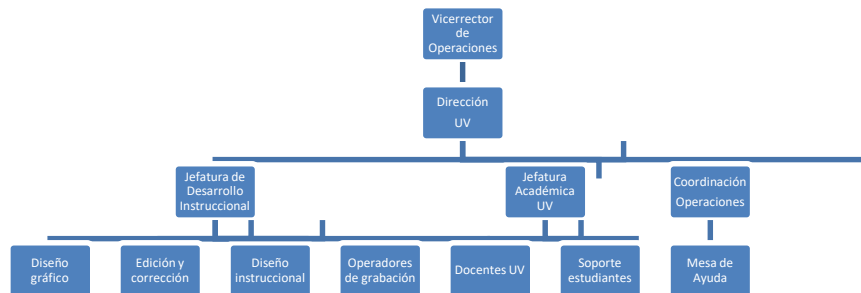 Vicerrector
de
Operaciones
Dirección
UV
Jefatura de
Desarrollo
Instruccional
Jefatura
Académica
UV
Coordinación
Operaciones
Diseño
gráfico
Edición y
corrección
Diseño
instruccional
Operadores
de grabación
Docentes UV
Soporte
estudiantes
Mesa de
Ayuda